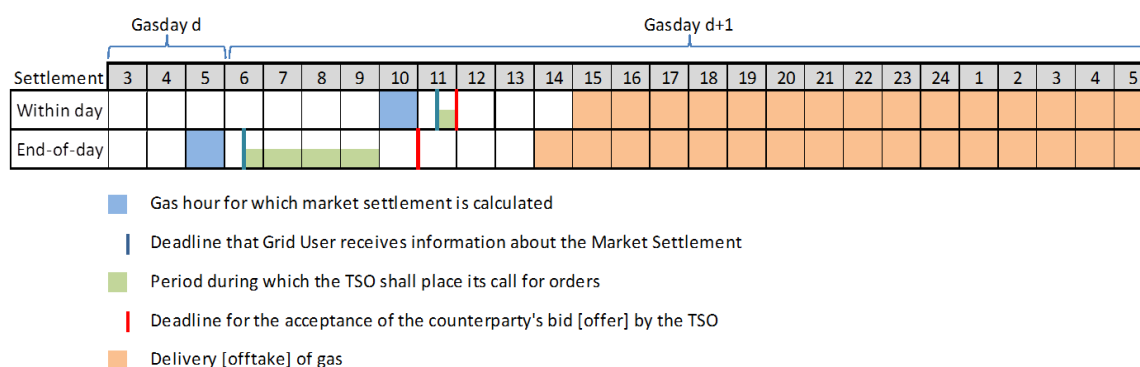 Gasday d Gasday d+1
Settlement 3 4 5 6 7 8 9 10 11 12 13 14 15 16 17 18 19 20 21 22 23 24 1 2 3 4 5
Within day
End-of-day
Gas hour for which market settlement is calculated
Deadline that Grid User receives information about the Market Settlement
Period during which the TSO shall place its call for orders
Deadline for the acceptance of the counterparty's bid [offer] by the TSO
Delivery [offtake] of gas